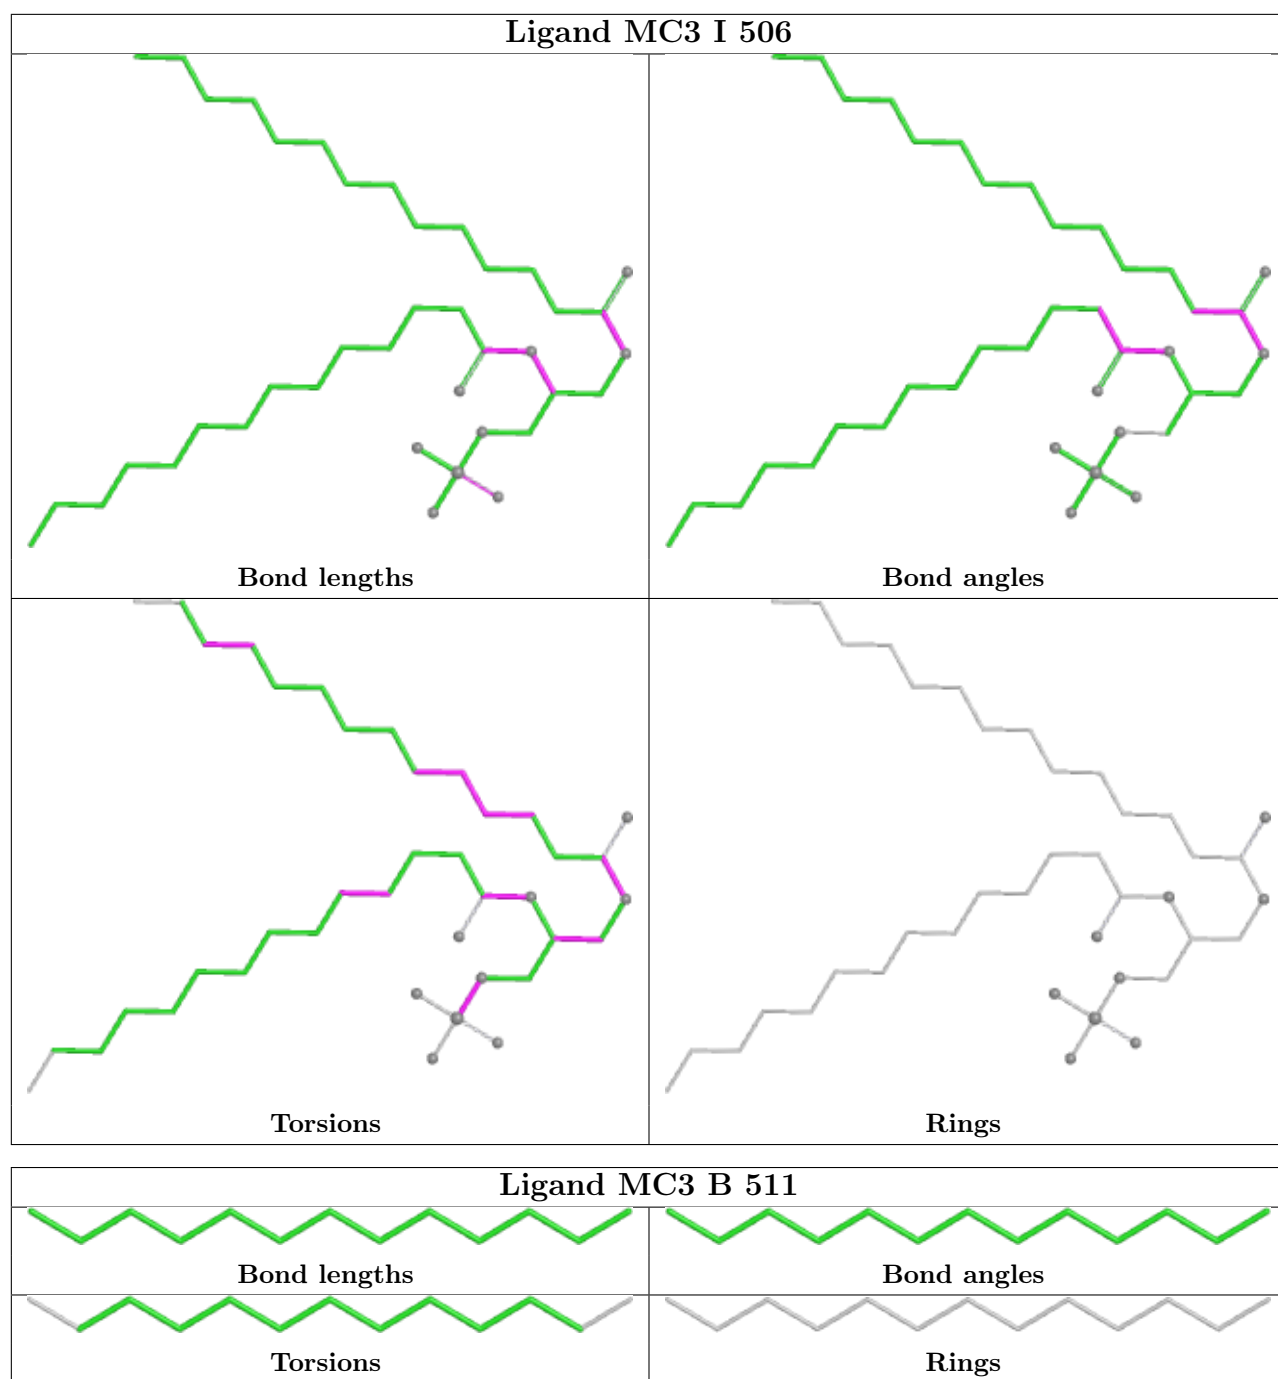 Ligand MC3 I 506
Bond lengths
Bond angles
Torsions
Rings
Ligand MC3 B 511
Bond lengths
Bond angles
Torsions
Rings